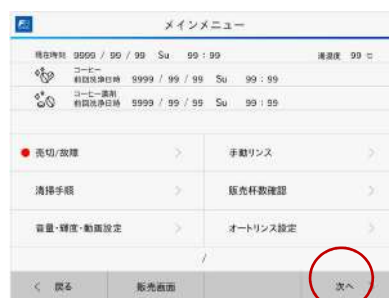 メインメニュー
現在時刻 9999 / 99 / 99 Su 99:99 湯温度 99 ℃
コーヒー
前回洗浄日時 9999 / 99 / 99 Su 99:99
コーヒー薬剤
前回洗浄日時 9999 / 99 / 99 Su 99:99
売切/故障 手動リンス
清掃手順 販売杯数確認
音量・輝度・動画設定 オートリンス設定
/
戻る 販売画面 次へ